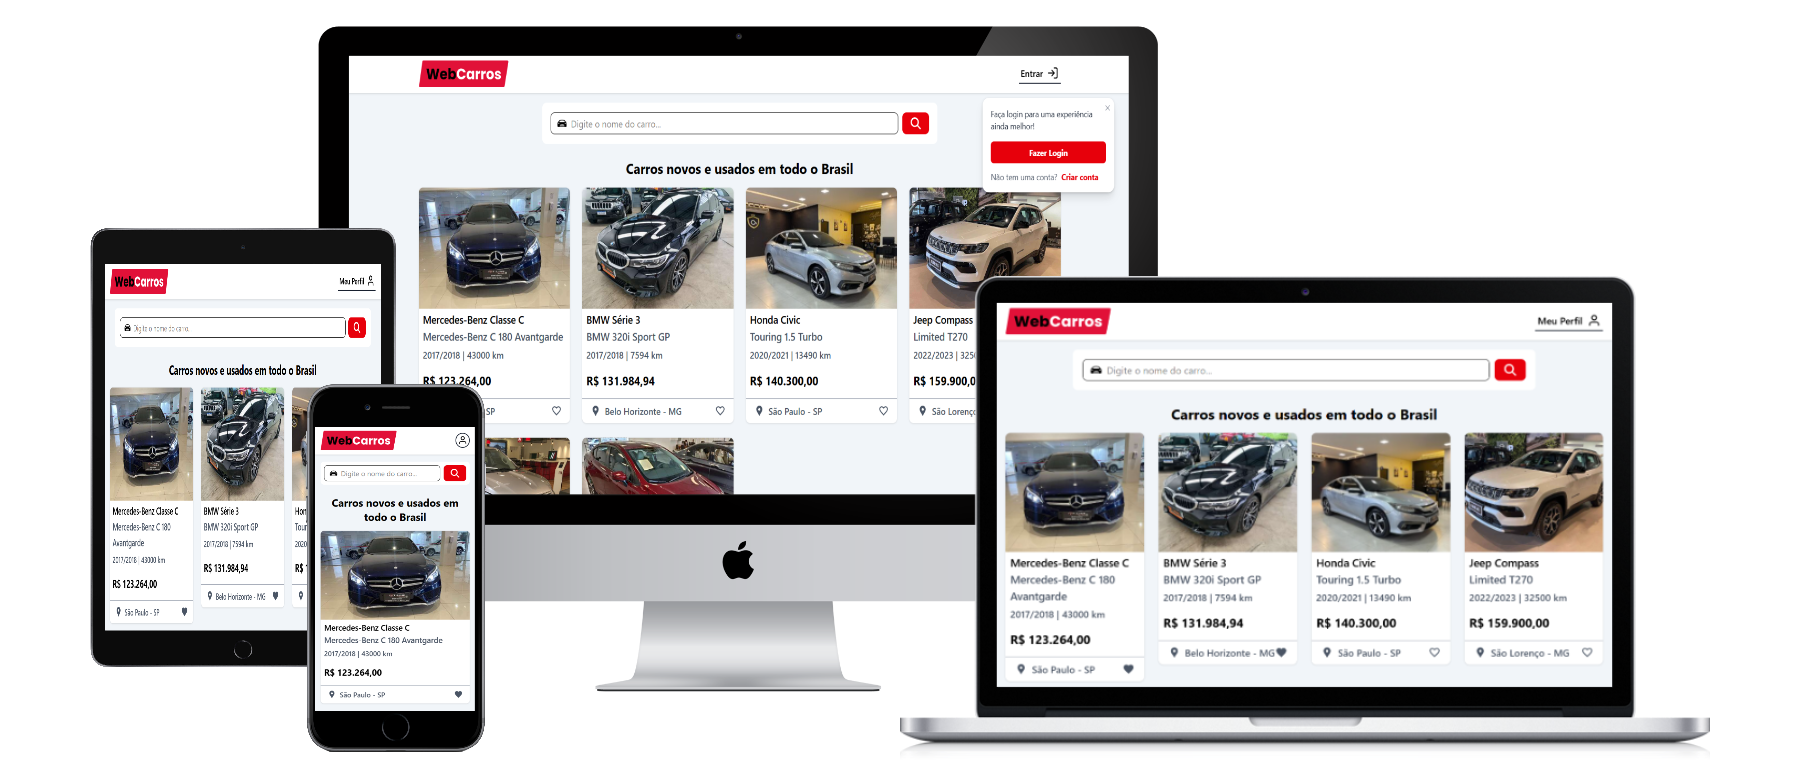 WebCarros
Entrar
Digite o nome do carro...
Faça login para uma experiência
ainda melhor!
Fazer Login
Não tem uma conta? Criar conta
Carros novos e usados em todo o Brasil
Mercedes-Benz Classe C
Mercedes-Benz C 180 Avantgarde
2017/2018 | 43000 km
R$ 123.264,00
SP
BMW Série 3
BMW 320i Sport GP
2017/2018 | 7594 km
R$ 131.984,94
Belo Horizonte - MG
Honda Civic
Touring 1.5 Turbo
2020/2021 | 13490 km
R$ 140.300,00
São Paulo - SP
Jeep Compass
Limited T270
2022/2023 | 3250
R$ 159.900,0
São Lorenç
WebCarros
Meu Perfil
Digite o nome do carro...
Carros novos e usados em todo o Brasil
Mercedes-Benz Classe C
Mercedes-Benz C 180
Avantgarde
2017/2018 | 43000 km
R$ 123.264,00
São Paulo - SP
BMW Série 3
BMW 320i Sport GP
2017/2018 | 7594 km
R$ 131.984,94
Belo Horizonte - MG
Hon
Tour
2020
R$
WebCarros
Digite o nome do carro...
Carros novos e usados em
todo o Brasil
Mercedes-Benz Classe C
Mercedes-Benz C 180 Avantgarde
2017/2018 | 43000 km
R$ 123.264,00
São Paulo - SP
WebCarros
Meu Perfil
Digite o nome do carro...
Carros novos e usados em todo o Brasil
Mercedes-Benz Classe C
Mercedes-Benz C 180
Avantgarde
2017/2018 | 43000 km
R$ 123.264,00
São Paulo - SP
BMW Série 3
BMW 320i Sport GP
2017/2018 | 7594 km
R$ 131.984,94
Belo Horizonte - MG
Honda Civic
Touring 1.5 Turbo
2020/2021 | 13490 km
R$ 140.300,00
São Paulo - SP
Jeep Compass
Limited T270
2022/2023 | 32500 km
R$ 159.900,00
São Lorenço - MG